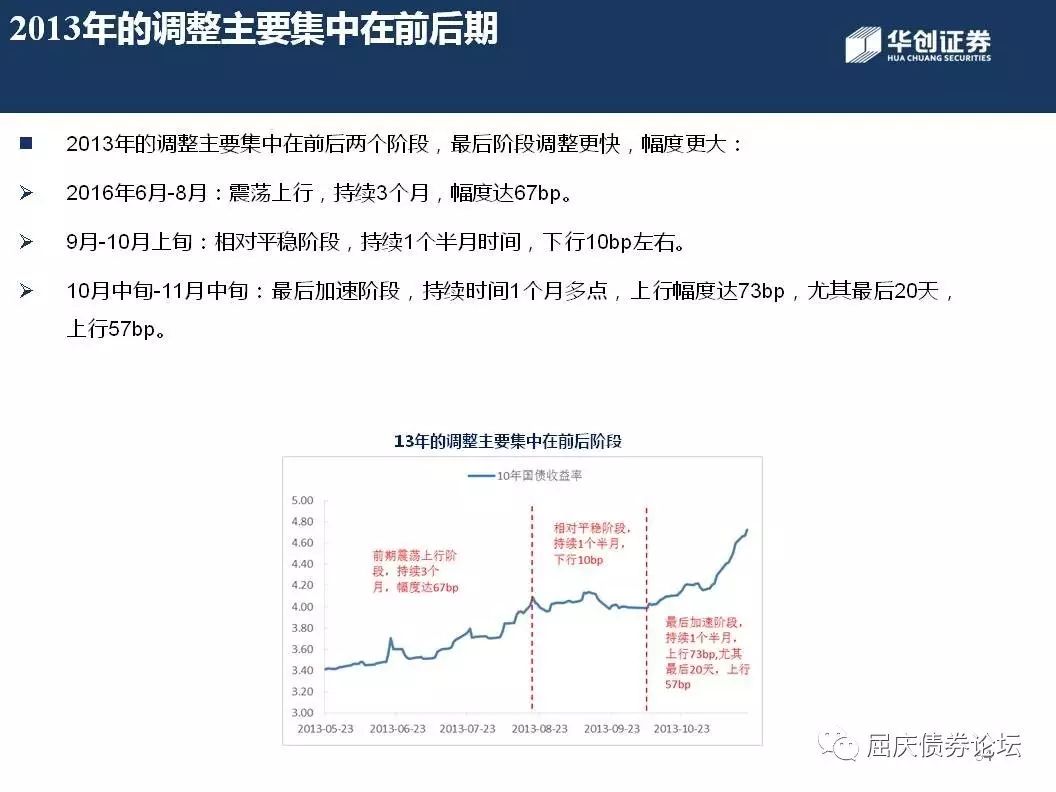 2013年的调整主要集中在前后期
华创证券
HUA CHUANG SECURITIES
2013年的调整主要集中在前后两个阶段，最后阶段调整更快，幅度更大：
2016年6月-8月：震荡上行，持续3个月，幅度达67bp。
9月-10月上旬：相对平稳阶段，持续1个半月时间，下行10bp左右。
10月中旬-11月中旬：最后加速阶段，持续时间1个月多点，上行幅度达73bp，尤其最后20天，
上行57bp。
13年的调整主要集中在前后阶段
10年国债收益率
5.00
4.80
4.60
4.40
4.20
4.00
3.80
3.60
3.40
3.20
3.00
前期震荡上行阶
段，持续3个
月，幅度达67bp
相对平稳阶段，
持续1个半月，
下行10bp
最后加速阶段，
持续1个半月，
上行73bp,尤其
最后20天，上行
57bp
2013-05-23 2013-06-23 2013-07-23 2013-08-23 2013-09-23 2013-10-23
屈庆债券论坛